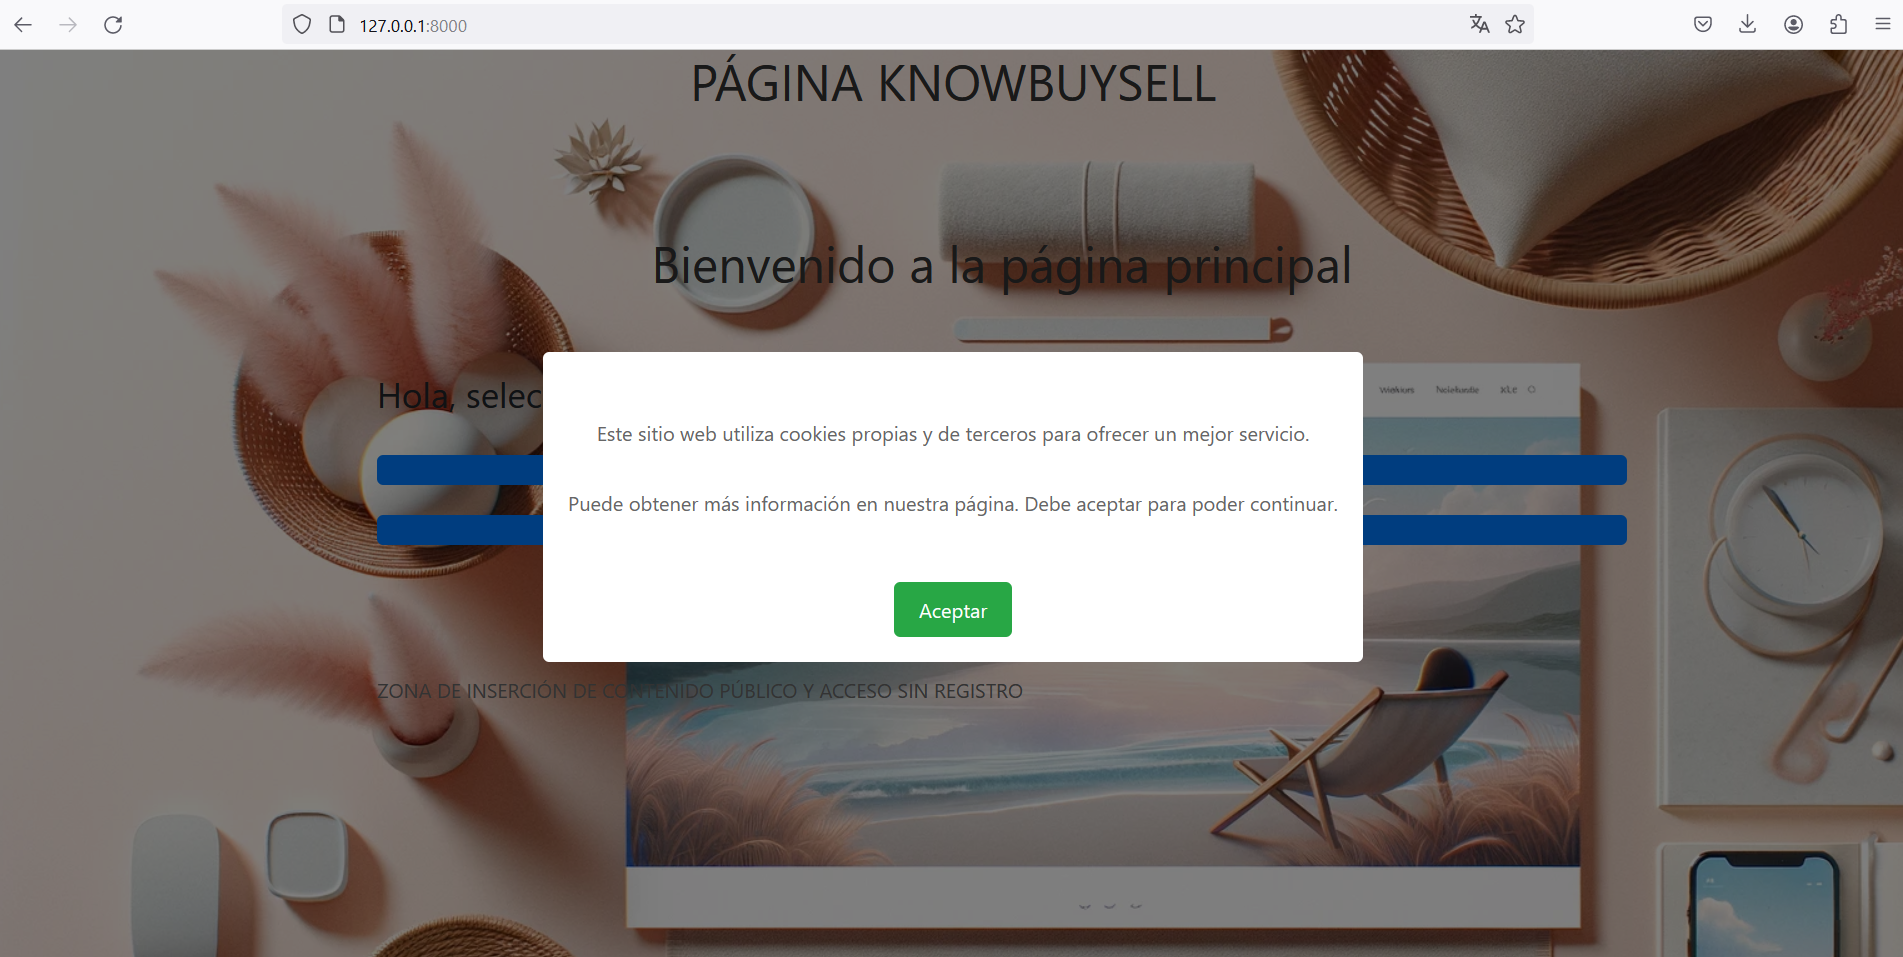 127.0.0.1:8000
PÁGINA KNOWBUYSELL
Bienvenido a la página principal
Hola, selec
Este sitio web utiliza cookies propias y de terceros para ofrecer un mejor servicio.
Puede obtener más información en nuestra página. Debe aceptar para poder continuar.
Aceptar
ZONA DE INSERCIÓN DE CONTENIDO PÚBLICO Y ACCESO SIN REGISTRO